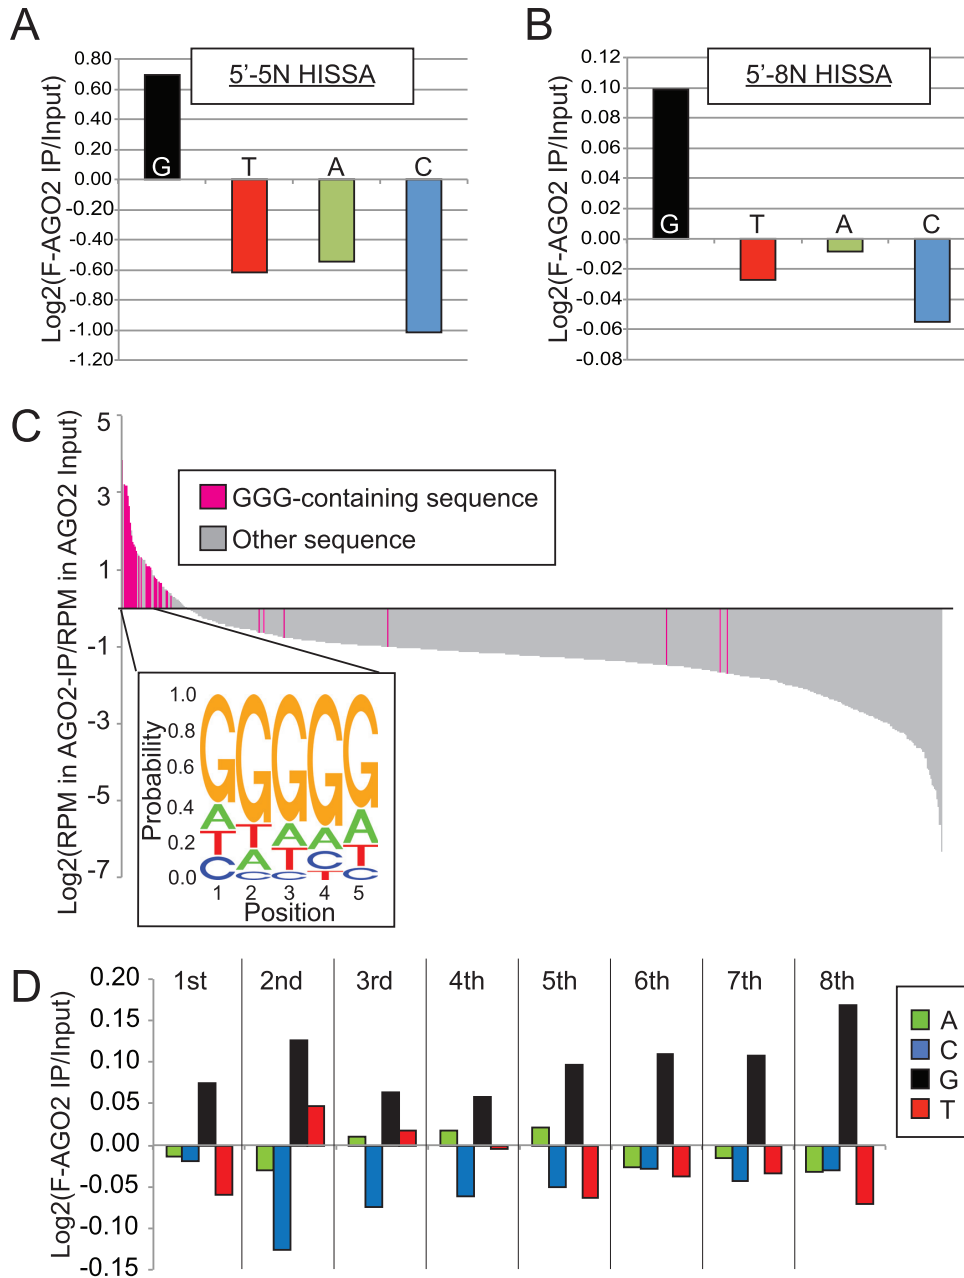 A
5'-5N HISSA
Log2(F-AGO2 IP/Input)
0.80
0.60
0.40
0.20
0.00
-0.20
-0.40
-0.60
-0.80
-1.00
-1.20
G
T
A
C
B
5'-8N HISSA
Log2(F-AGO2 IP/Input)
0.12
0.10
0.08
0.06
0.04
0.02
0.00
-0.02
-0.04
-0.06
-0.08
G
T
A
C
C
Log2(RPM in AGO2-IP/RPM in AGO2 Input)
5
3
1
-1
-3
-5
-7
GGG-containing sequence
Other sequence
Probability
1.0
0.8
0.6
0.4
0.2
0.0
G G G G G
A T A A A
T A T C T
C C C T C
1 2 3 4 5
Position
D
Log2(F-AGO2 IP/Input)
0.20
0.15
0.10
0.05
0.00
-0.05
-0.10
-0.15
1st 2nd 3rd 4th 5th 6th 7th 8th
A
C
G
T